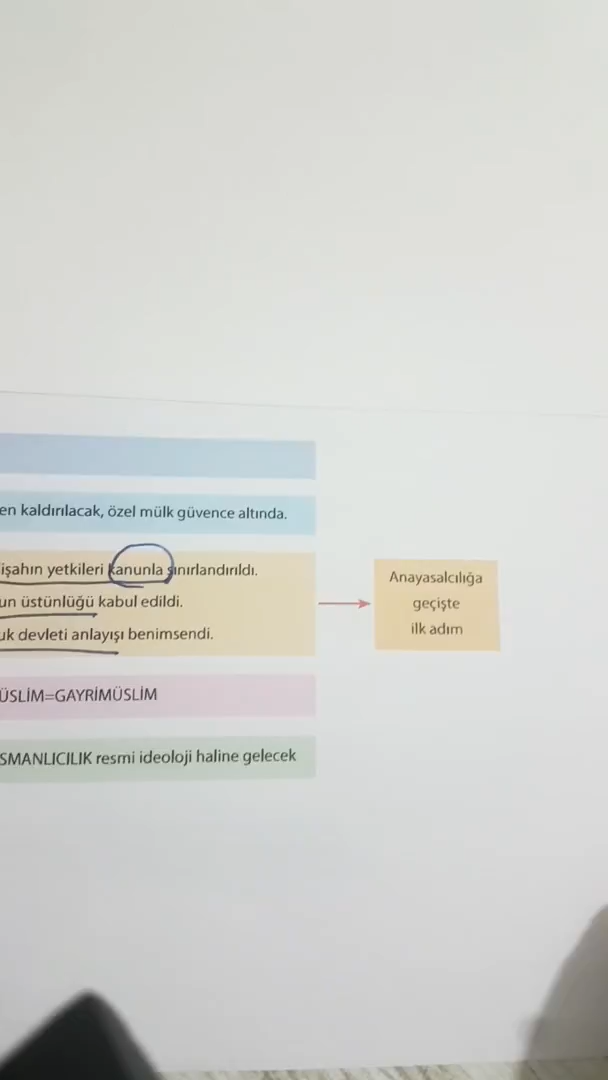 en kaldırılacak, özel mülk güvence altında.
işahın yetkileri kanunla sınırlandırıldı.
un üstünlüğü kabul edildi.
uk devleti anlayışı benimsendi.
Anayasalcılığa
geçişte
ilk adım
ÜSLİM=GAYRİMÜSLİM
SMANLICILIK resmi ideoloji haline gelecek